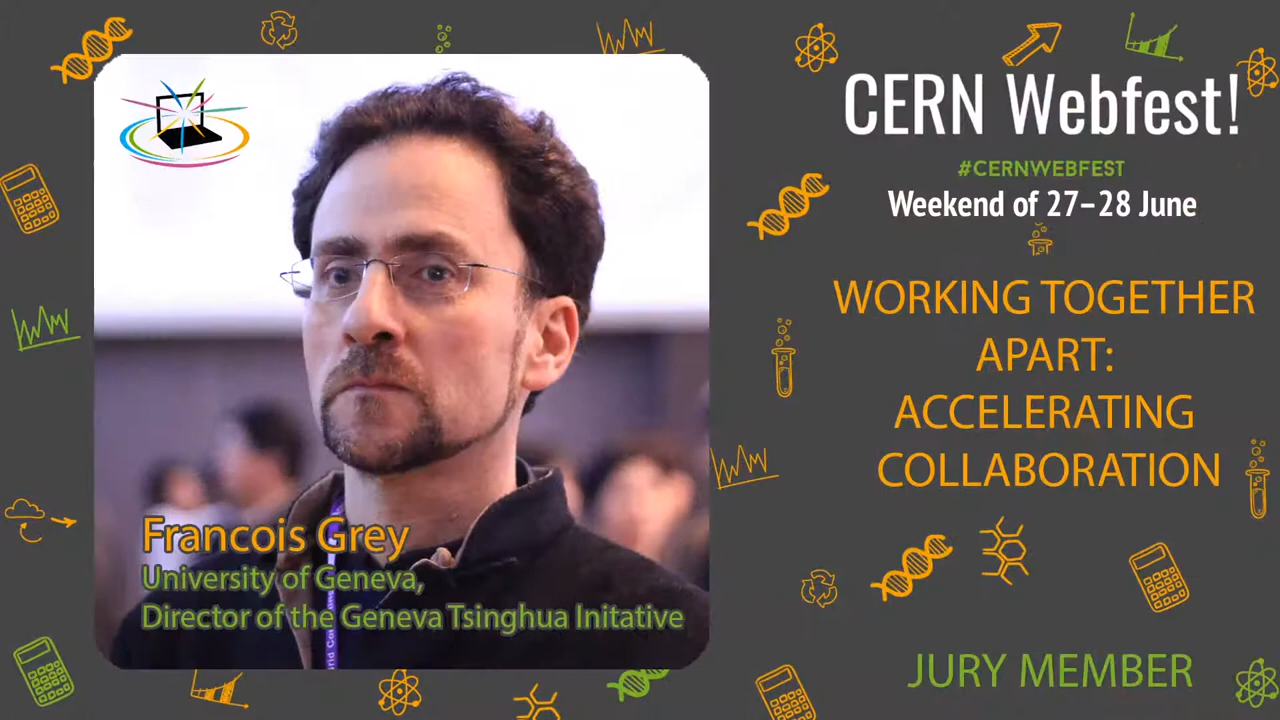 CERN Webfest!
#CERNWEBFEST
Weekend of 27–28 June
WORKING TOGETHER
APART:
ACCELERATING
COLLABORATION
Francois Grey
University of Geneva,
Director of the Geneva Tsinghua Initative
JURY MEMBER